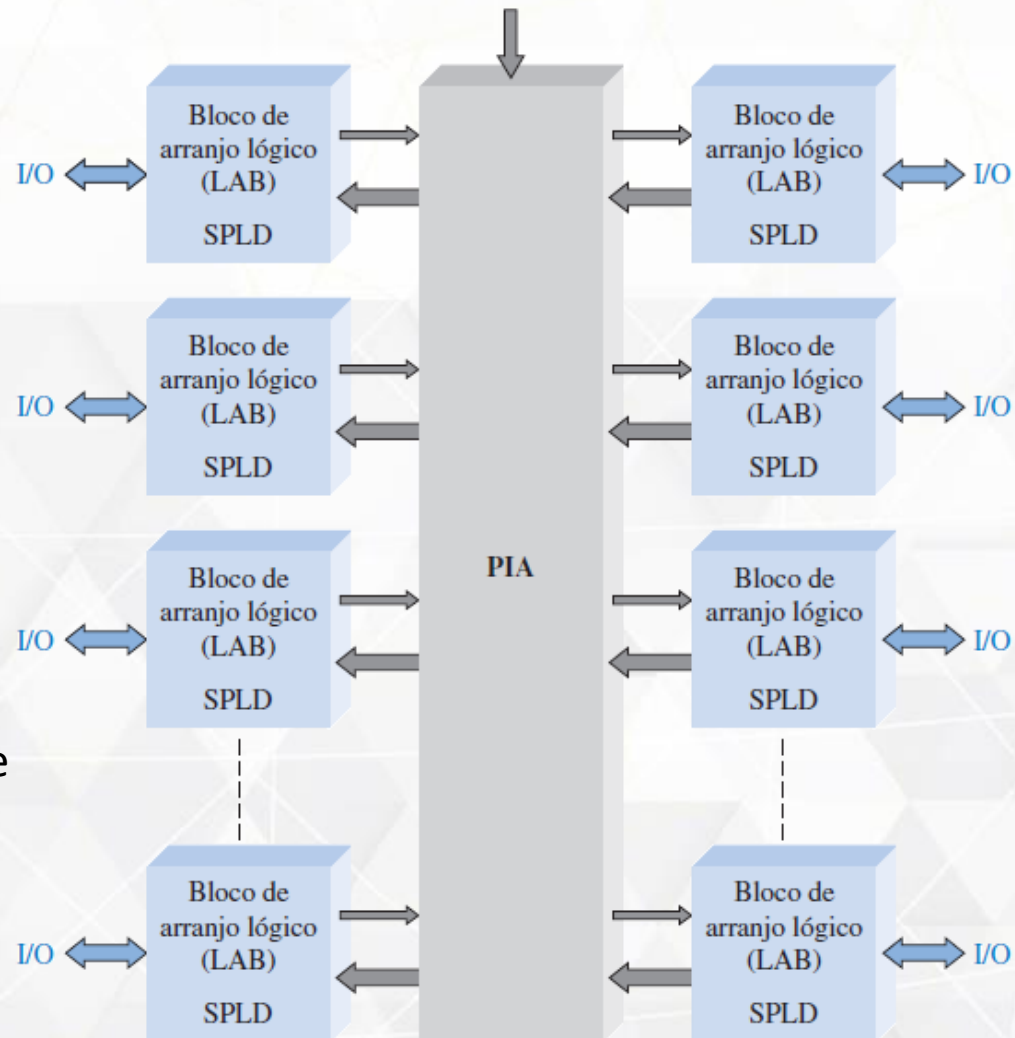 Bloco de
arranjo lógico
(LAB)
SPLD
I/O
Bloco de
arranjo lógico
(LAB)
SPLD
I/O
Bloco de
arranjo lógico
(LAB)
SPLD
I/O
Bloco de
arranjo lógico
(LAB)
SPLD
I/O
PIA
Bloco de
arranjo lógico
(LAB)
SPLD
I/O
Bloco de
arranjo lógico
(LAB)
SPLD
I/O
e
Bloco de
arranjo lógico
(LAB)
SPLD
I/O
Bloco de
arranjo lógico
(LAB)
SPLD
I/O